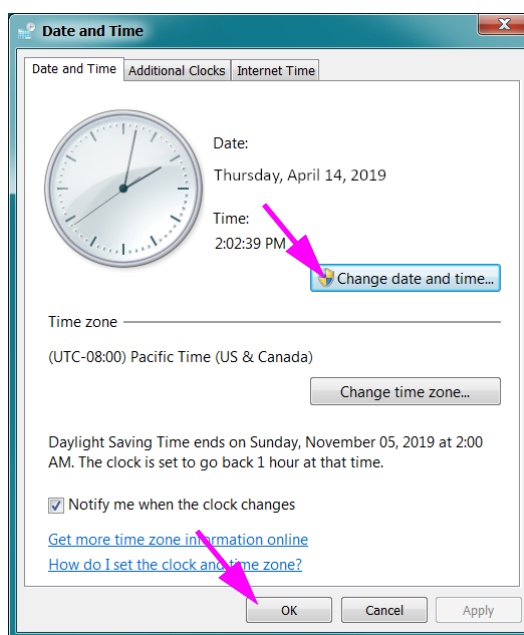 Date and Time
Date and Time Additional Clocks Internet Time
Date:
Thursday, April 14, 2019
Time:
2:02:39 PM
Change date and time...
Time zone
(UTC-08:00) Pacific Time (US & Canada)
Change time zone...
Daylight Saving Time ends on Sunday, November 05, 2019 at 2:00
AM. The clock is set to go back 1 hour at that time.
Notify me when the clock changes
Get more time zone information online
How do I set the clock and time zone?
OK Cancel Apply